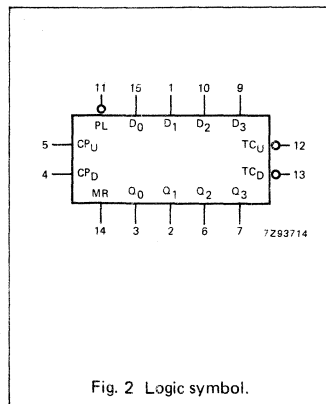 11 15 1 10 9
PL D0 D1 D2 D3
5 CPU TCU 12
4 CPD TCD 13
MR Q0 Q1 Q2 Q3
14 3 2 6 7 7Z93714
Fig. 2 Logic symbol.